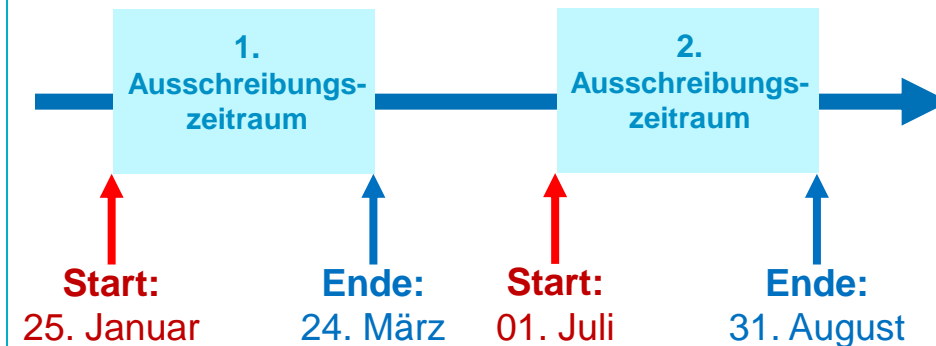 1.
Ausschreibungs-
zeitraum
2.
Ausschreibungs-
zeitraum
Start:
25. Januar
Ende:
24. März
Start:
01. Juli
Ende:
31. August